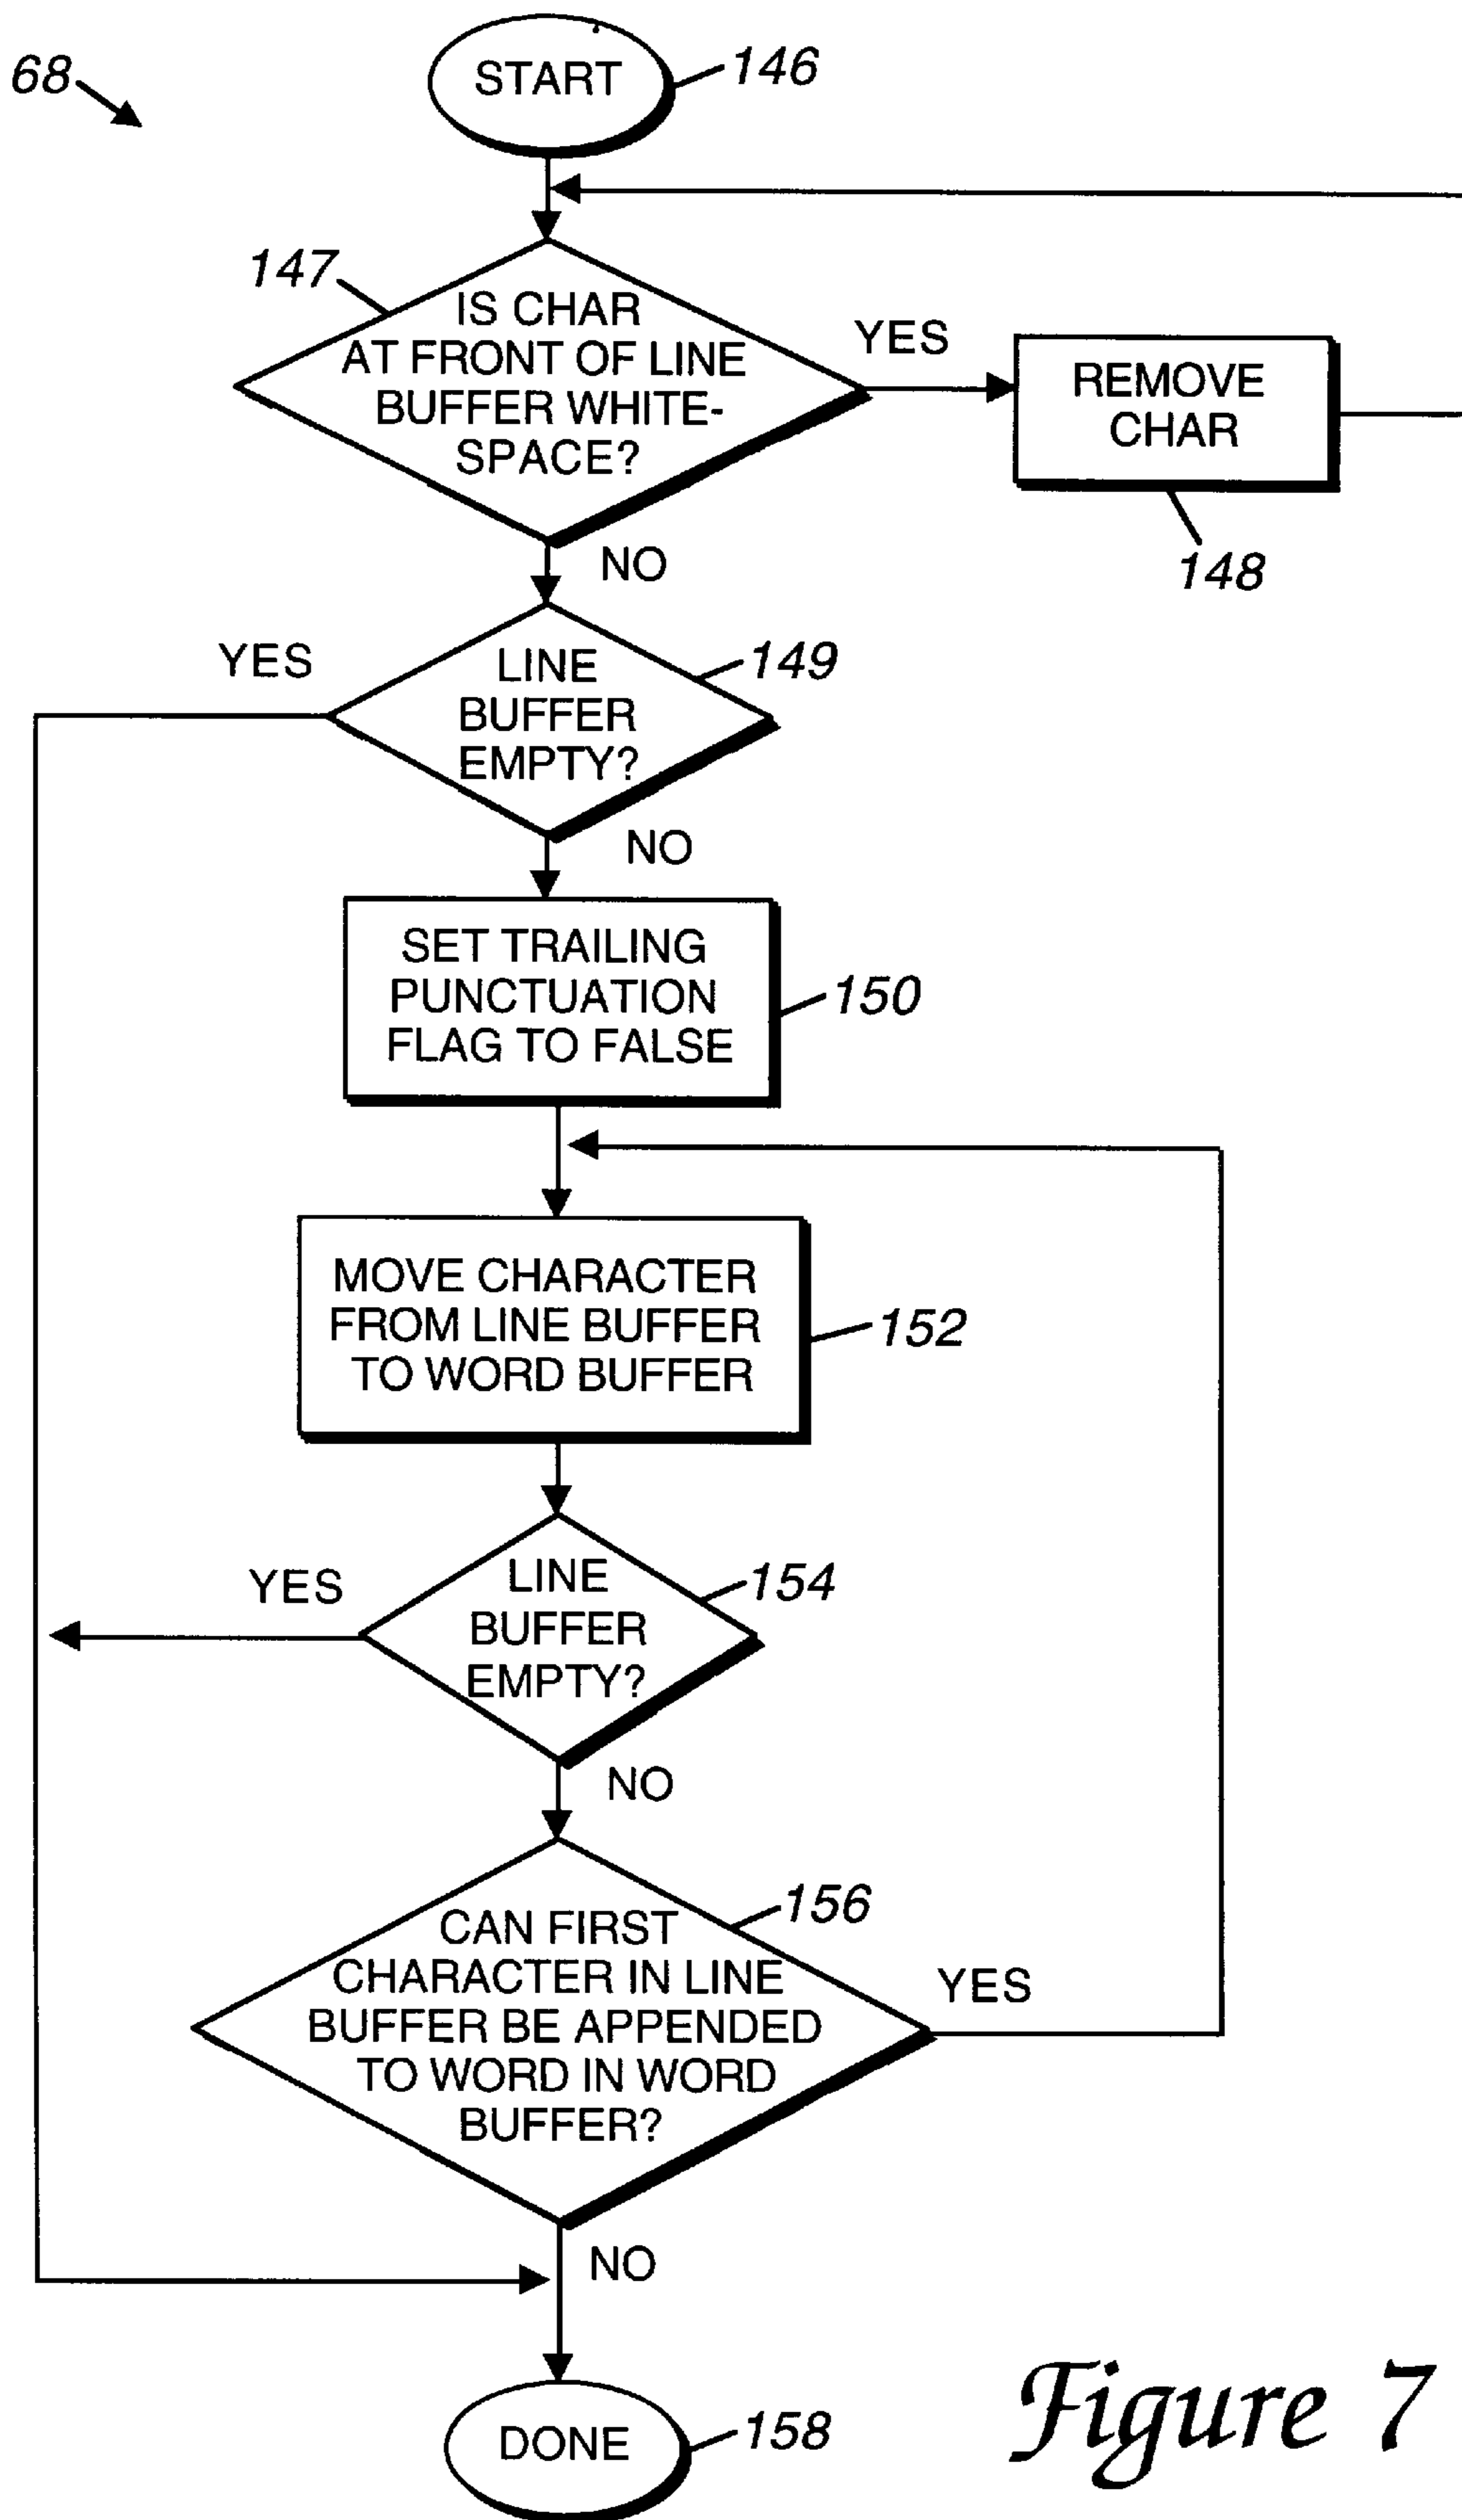 68
START
146
147
IS CHAR
AT FRONT OF LINE
BUFFER WHITE-
SPACE?
YES
REMOVE
CHAR
148
NO
YES
LINE
BUFFER
EMPTY?
149
NO
SET TRAILING
PUNCTUATION
FLAG TO FALSE
150
MOVE CHARACTER
FROM LINE BUFFER
TO WORD BUFFER
152
YES
LINE
BUFFER
EMPTY?
154
NO
CAN FIRST
CHARACTER IN LINE
BUFFER BE APPENDED
TO WORD IN WORD
BUFFER?
156
YES
NO
DONE
158
Figure 7